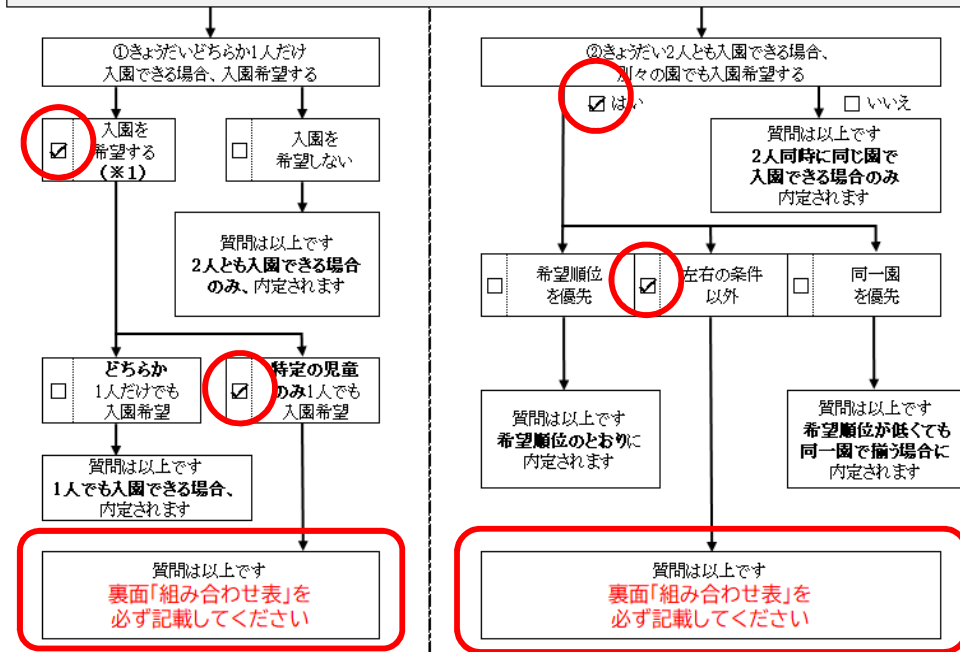 ①きょうだいどちらか1人だけ
入園できる場合、入園希望する
入園を
希望する
(※1)
入園を
希望しない
質問は以上です
2人とも入園できる場合
のみ、内定されます
どちらか
1人だけでも
入園希望
特定の児童
のみ1人でも
入園希望
質問は以上です
1人でも入園できる場合、
内定されます
質問は以上です
裏面「組み合わせ表」を
必ず記載してください
②きょうだい2人とも入園できる場合、
別々の園でも入園希望する
はい
いいえ
質問は以上です
2人同時に同じ園で
入園できる場合のみ
内定されます
希望順位
を優先
左右の条件
以外
同一園
を優先
質問は以上です
希望順位のとおりに
内定されます
質問は以上です
希望順位が低くても
同一園で揃う場合に
内定されます
質問は以上です
裏面「組み合わせ表」を
必ず記載してください